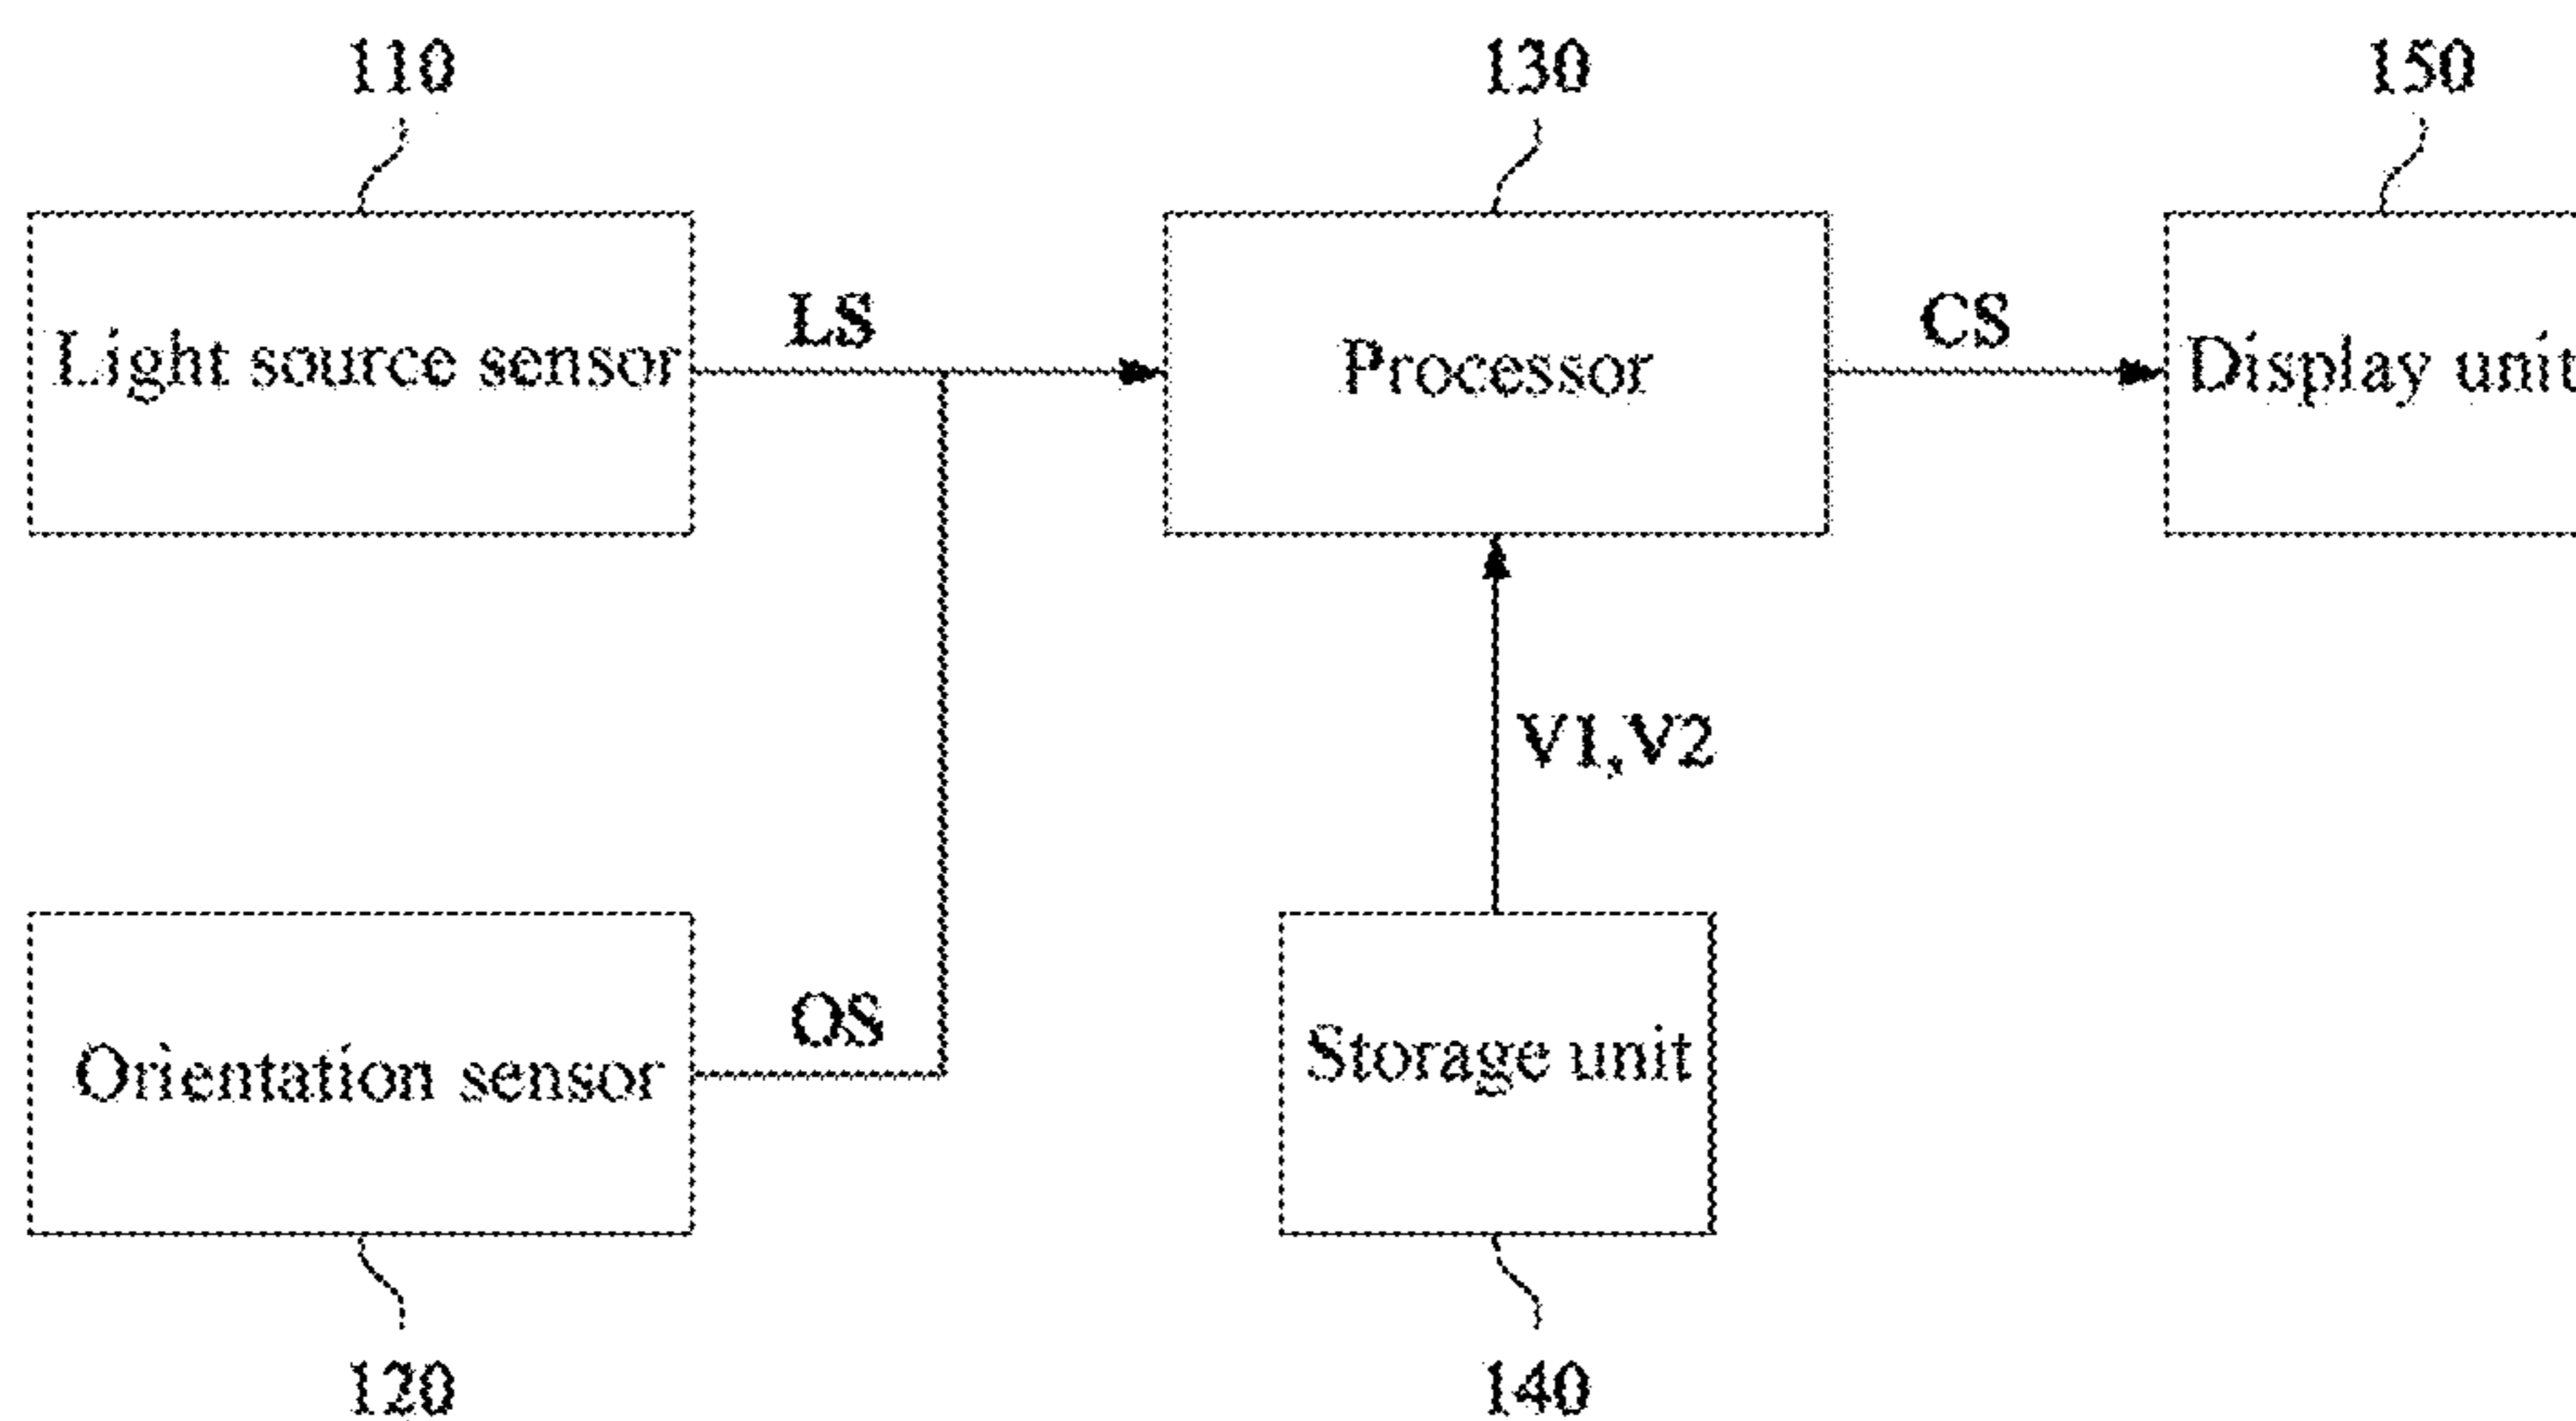 110
130
150
Light source sensor
LS
Processor
CS
Display unit
V1,V2
Orientation sensor
OS
Storage unit
120
140